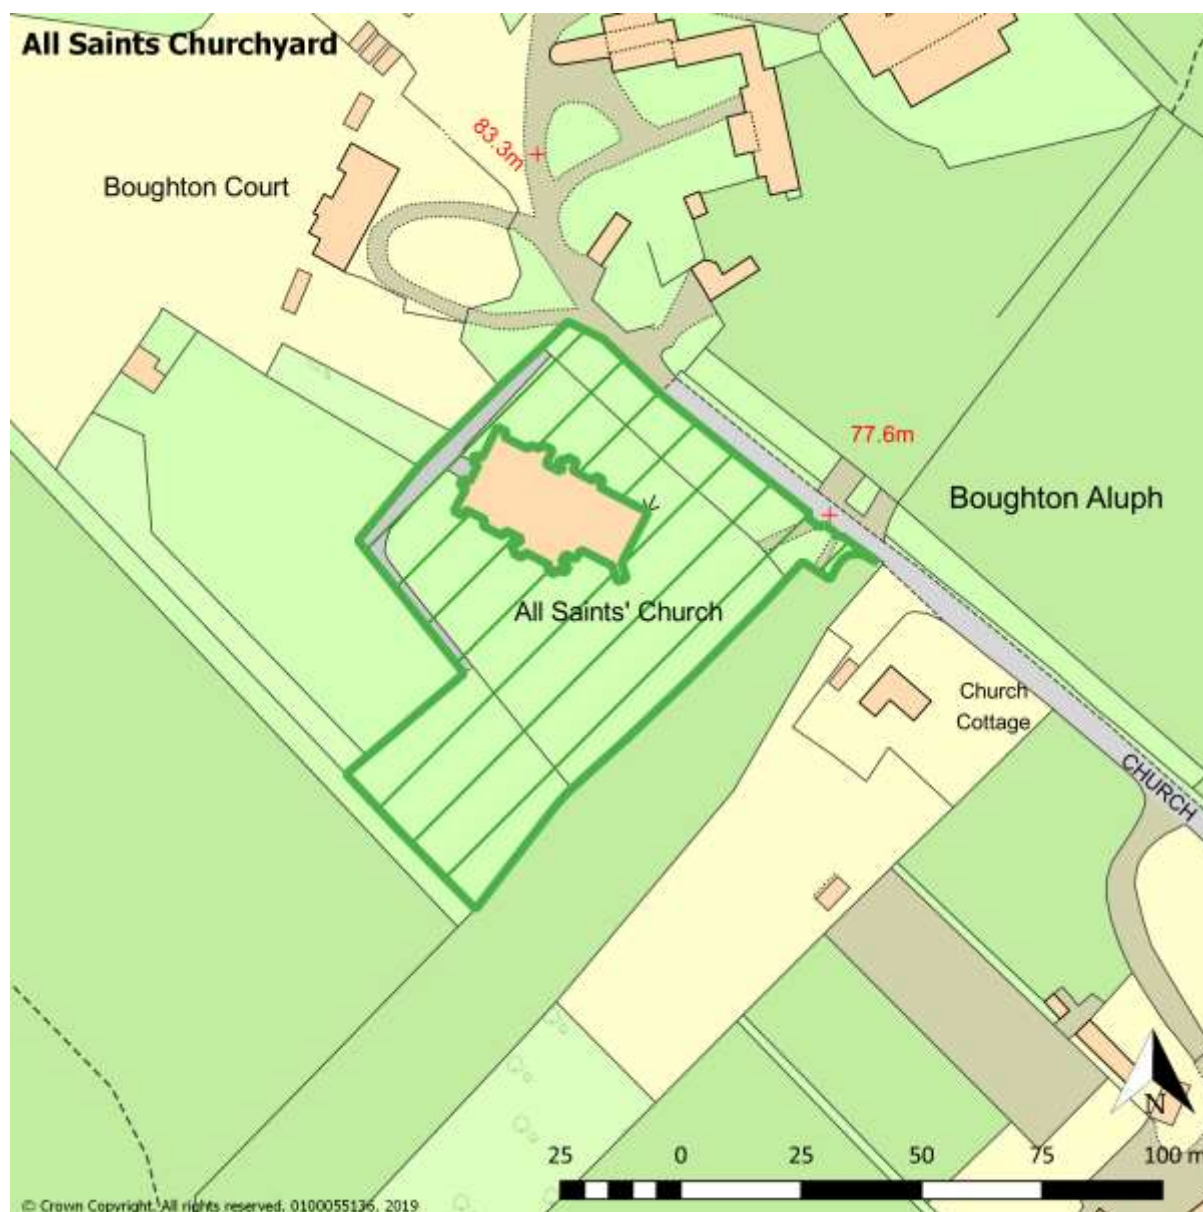 All Saints Churchyard
83.3m
Boughton Court
77.6m
Boughton Aluph
All Saints' Church
Church
Cottage
CHURCH
N
25 0 25 50 75 100 m
© Crown Copyright. All rights reserved. 0100055136, 2019